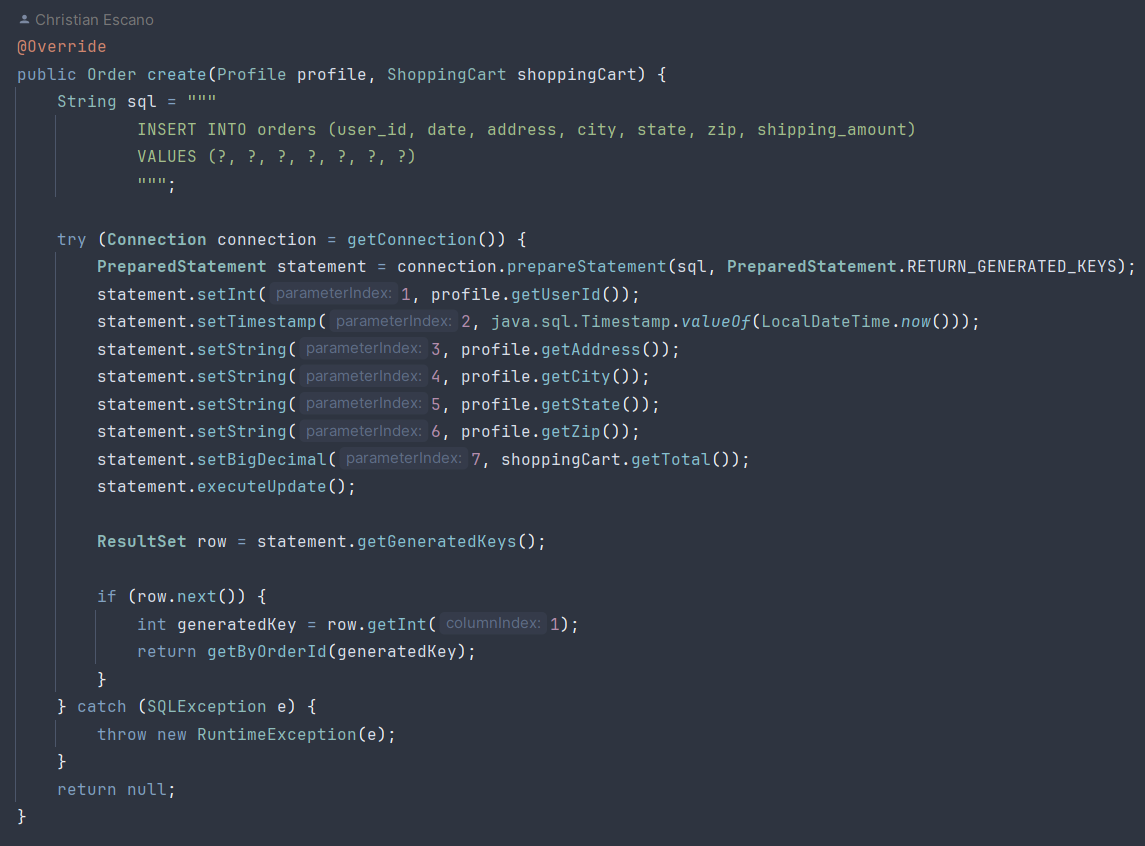 Christian Escano
@Override
public Order create(Profile profile, ShoppingCart shoppingCart) {
    String sql = """
            INSERT INTO orders (user_id, date, address, city, state, zip, shipping_amount)
            VALUES (?, ?, ?, ?, ?, ?, ?)
            """;

    try (Connection connection = getConnection()) {
        PreparedStatement statement = connection.prepareStatement(sql, PreparedStatement.RETURN_GENERATED_KEYS);
        statement.setInt( parameterIndex: 1, profile.getUserId());
        statement.setTimestamp( parameterIndex: 2, java.sql.Timestamp.valueOf(LocalDateTime.now()));
        statement.setString( parameterIndex: 3, profile.getAddress());
        statement.setString( parameterIndex: 4, profile.getCity());
        statement.setString( parameterIndex: 5, profile.getState());
        statement.setString( parameterIndex: 6, profile.getZip());
        statement.setBigDecimal( parameterIndex: 7, shoppingCart.getTotal());
        statement.executeUpdate();

        ResultSet row = statement.getGeneratedKeys();

        if (row.next()) {
            int generatedKey = row.getInt( columnIndex: 1);
            return getByOrderId(generatedKey);
        }
    } catch (SQLException e) {
        throw new RuntimeException(e);
    }
    return null;
}